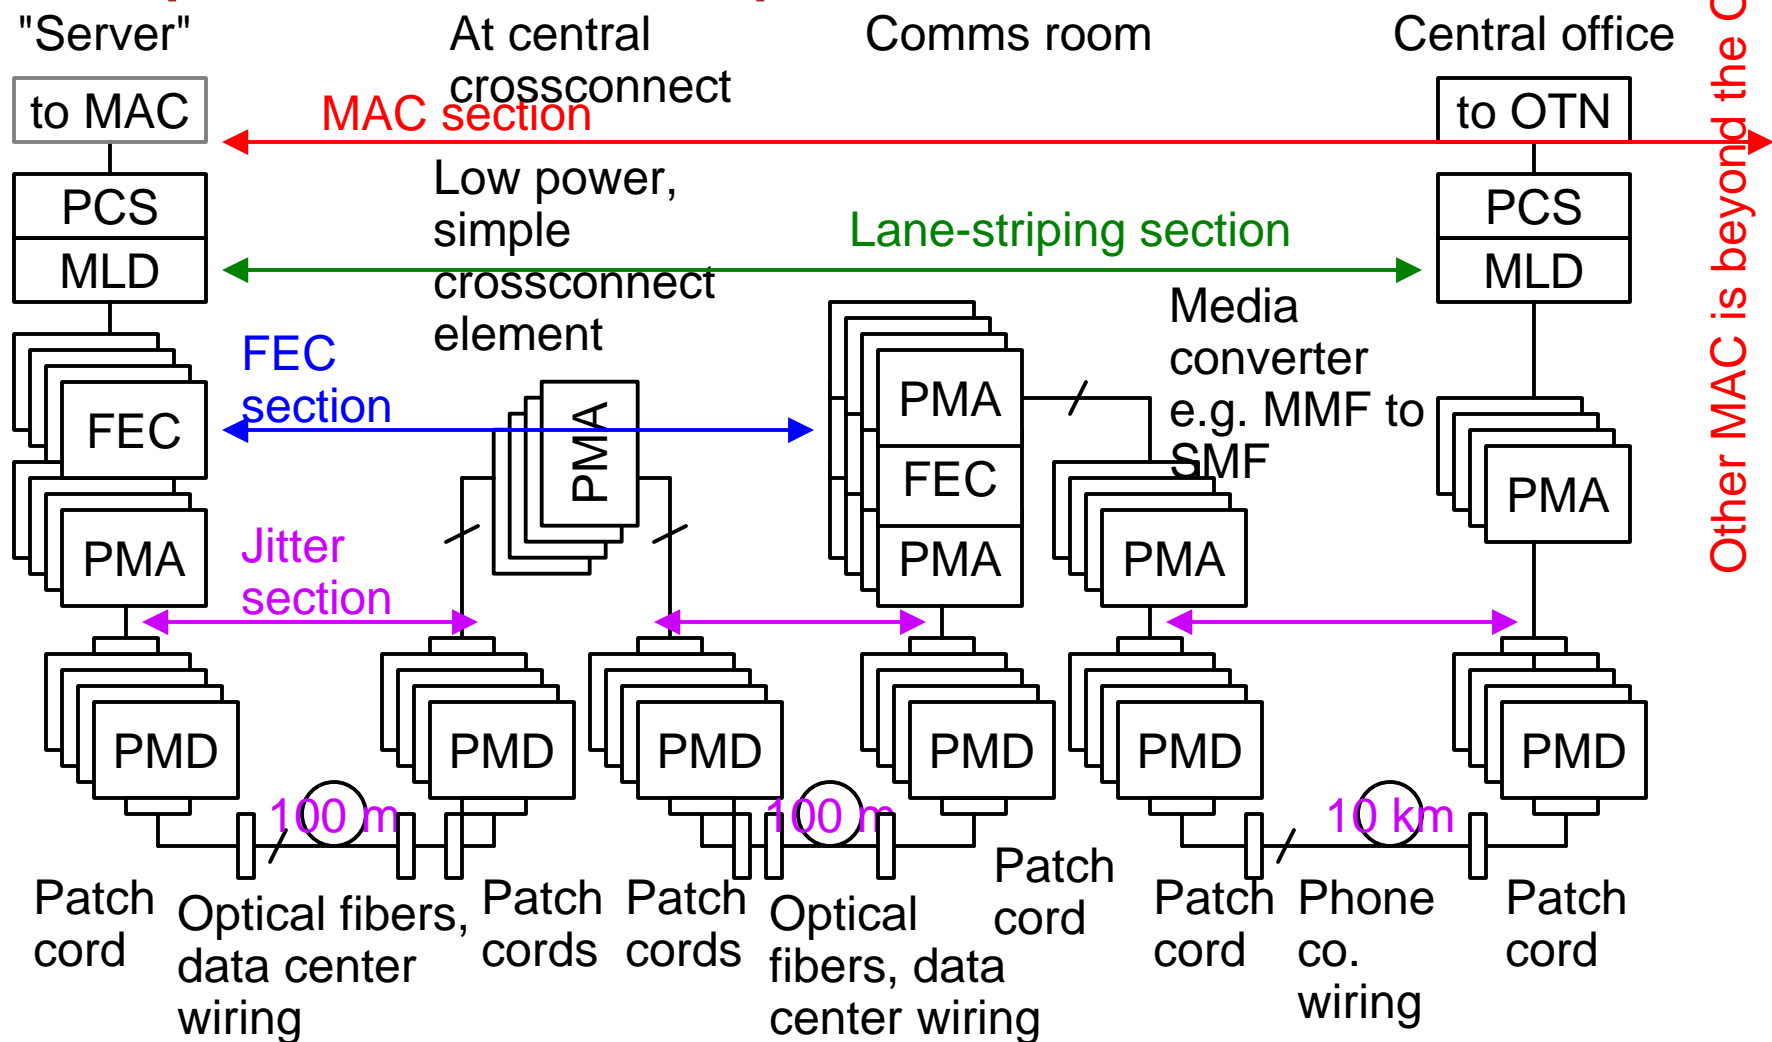 "Server"
At central
crossconnect
Comms room
Central office
to MAC
MAC section
to OTN
Low power,
simple
crossconnect
element
PCS
MLD
Lane-striping section
PCS
MLD
FEC
section
Media
converter
e.g. MMF to
SMF
FEC
PMA
PMA
FEC
PMA
PMA
PMA
PMA
Jitter
section
PMD
PMD
PMD
PMD
PMD
PMD
100 m
100 m
10 km
Patch
cord
Optical fibers,
data center
wiring
Patch
cords
Patch
cords
Optical
fibers, data
center wiring
Patch
cord
Patch
cord
Phone
co.
wiring
Patch
cord
Other MAC is beyond the